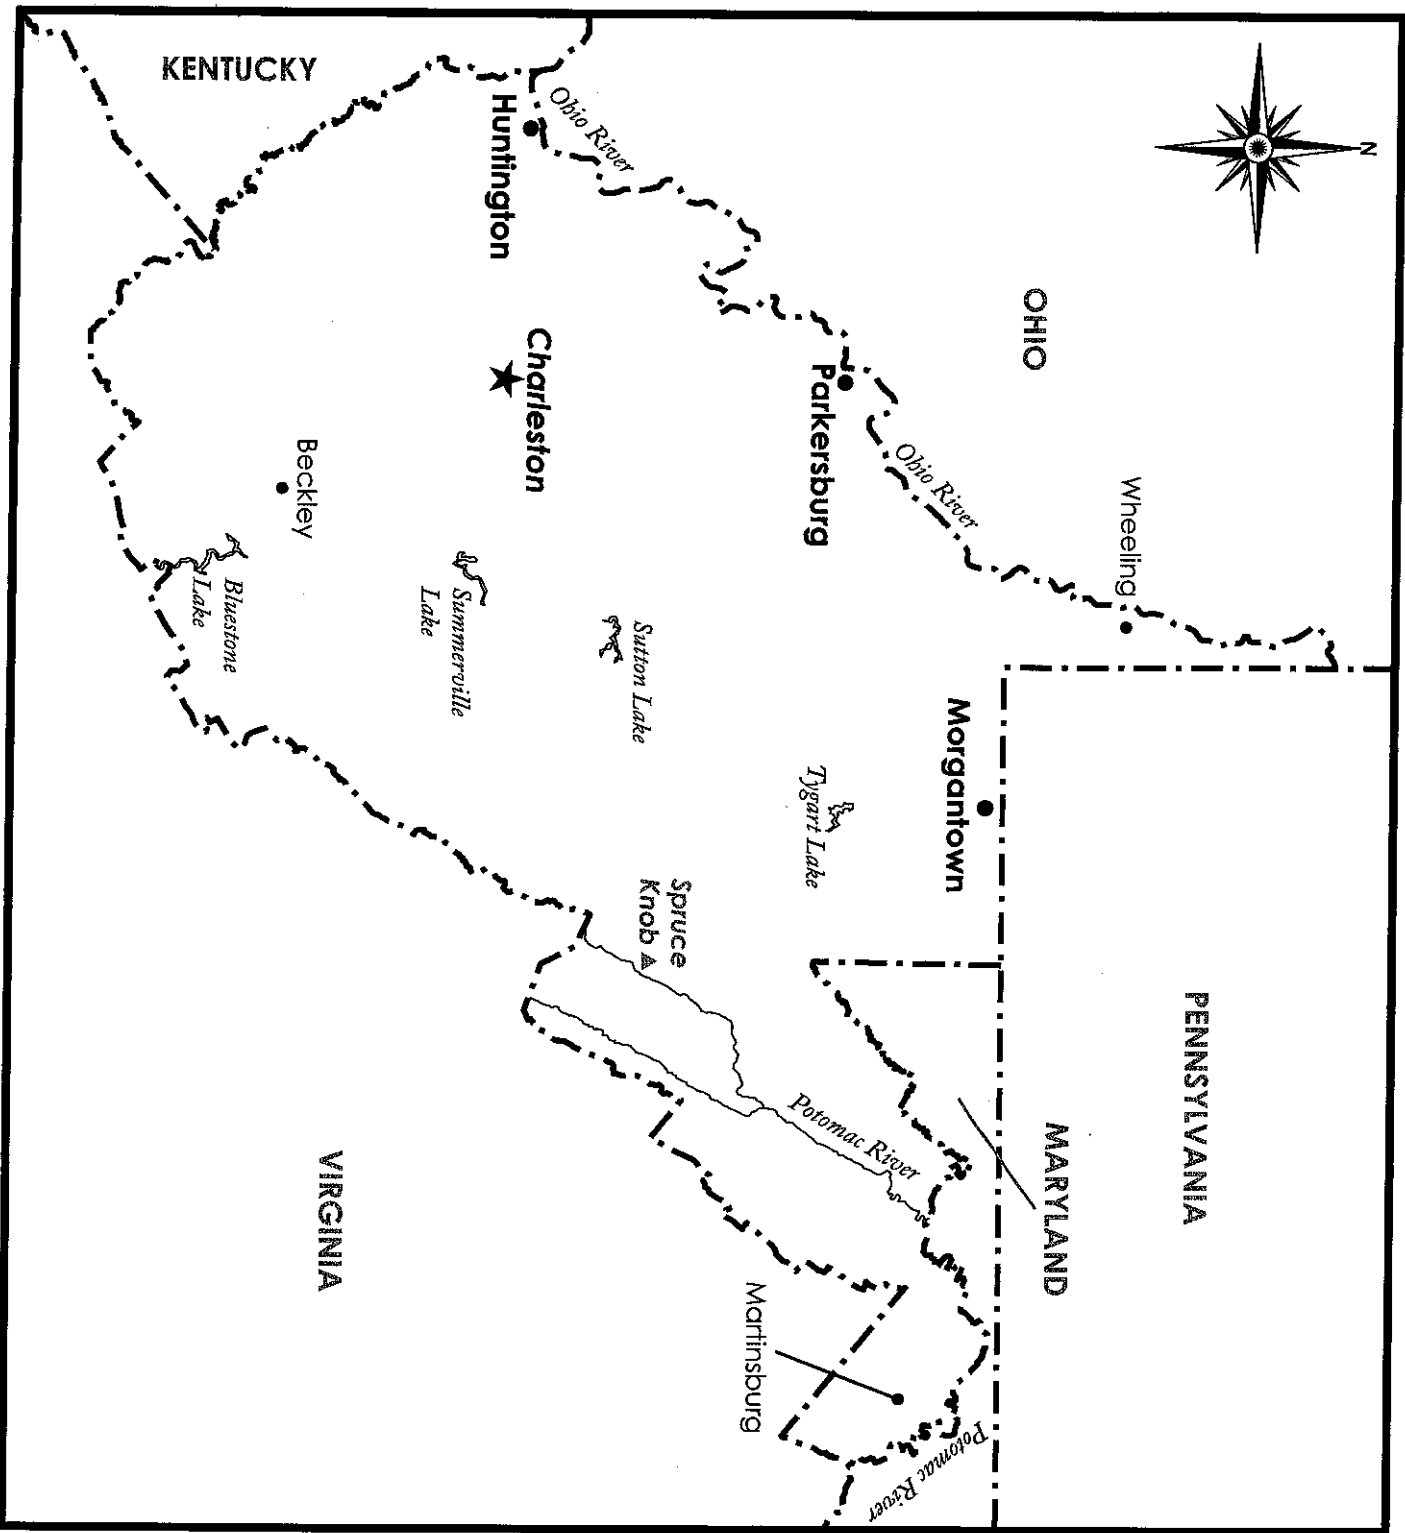 N
PENNSYLVANIA
Wheeling
MARYLAND
OHIO
Morgantown
Ohio River
Potomac River
Potomac River
Parkersburg
Tygart Lake
Martinsburg
Spruce
Knob
Sutton Lake
Ohio River
Charleston
Huntington
Summerville
Lake
VIRGINIA
Beckley
Bluestone
Lake
KENTUCKY